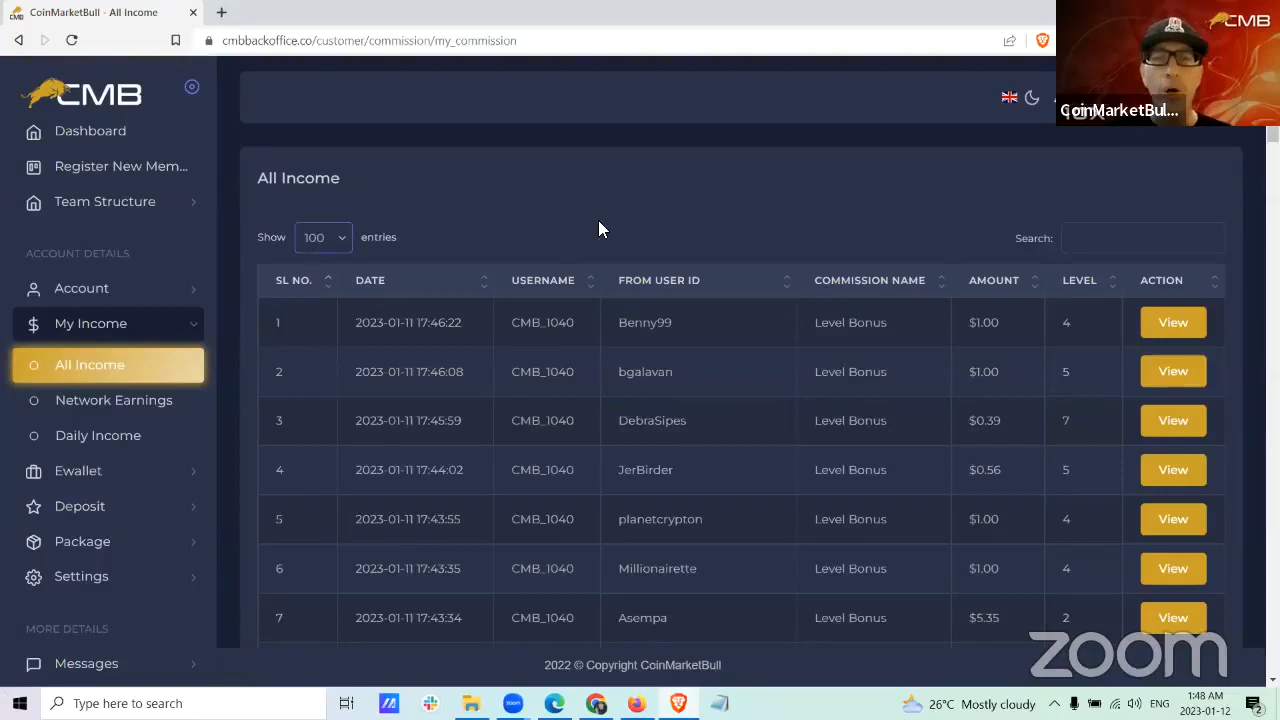 CoinMarketBull - All Income
cmbbackoffice.co/customer/commission/my_commission
CMB
CoinMarketBul...
CMB
Dashboard
Register New Mem...
Team Structure
ACCOUNT DETAILS
Account
My Income
All Income
Network Earnings
Daily Income
Ewallet
Deposit
Package
Settings
MORE DETAILS
Messages
All Income
Show 100 entries
Search:
SL NO. DATE USERNAME FROM USER ID COMMISSION NAME AMOUNT LEVEL ACTION
1 2023-01-11 17:46:22 CMB_1040 Benny99 Level Bonus $1.00 4 View
2 2023-01-11 17:46:08 CMB_1040 bgalavan Level Bonus $1.00 5 View
3 2023-01-11 17:45:59 CMB_1040 DebraSipes Level Bonus $0.39 7 View
4 2023-01-11 17:44:02 CMB_1040 JerBirder Level Bonus $0.56 5 View
5 2023-01-11 17:43:55 CMB_1040 planetcrypton Level Bonus $1.00 4 View
6 2023-01-11 17:43:35 CMB_1040 Millionairette Level Bonus $1.00 4 View
7 2023-01-11 17:43:34 CMB_1040 Asempa Level Bonus $5.35 2 View
2022 © Copyright CoinMarketBull
zoom
Type here to search
zoom
26°C Mostly cloudy
1:48 AM
2023-01-12
2